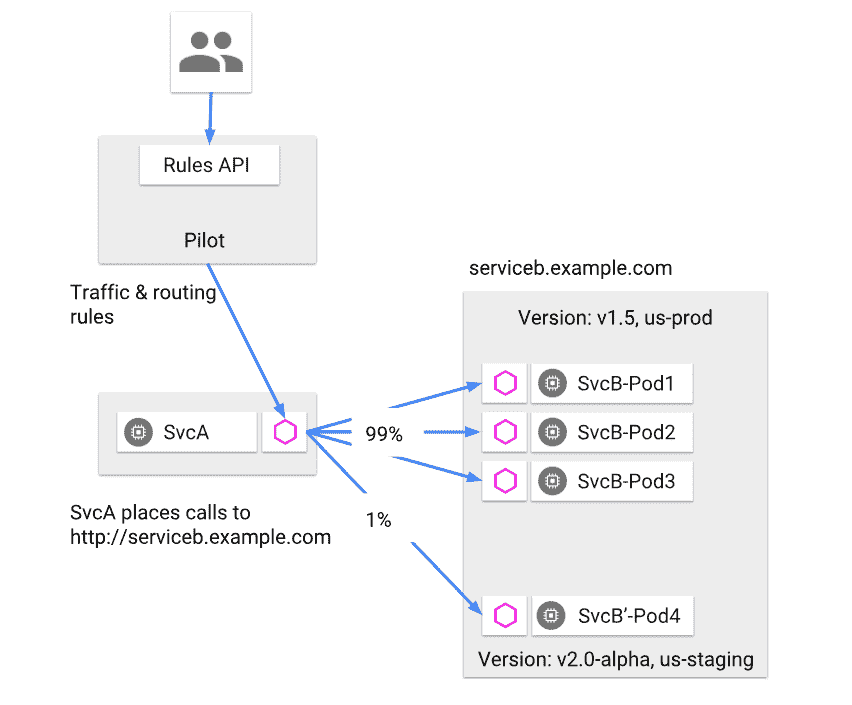 Rules API
Pilot
Traffic & routing
rules
serviceb.example.com
Version: v1.5, us-prod
SvcB-Pod1
SvcA
99%
SvcB-Pod2
SvcB-Pod3
SvcA places calls to
http://serviceb.example.com
1%
SvcB’-Pod4
Version: v2.0-alpha, us-staging